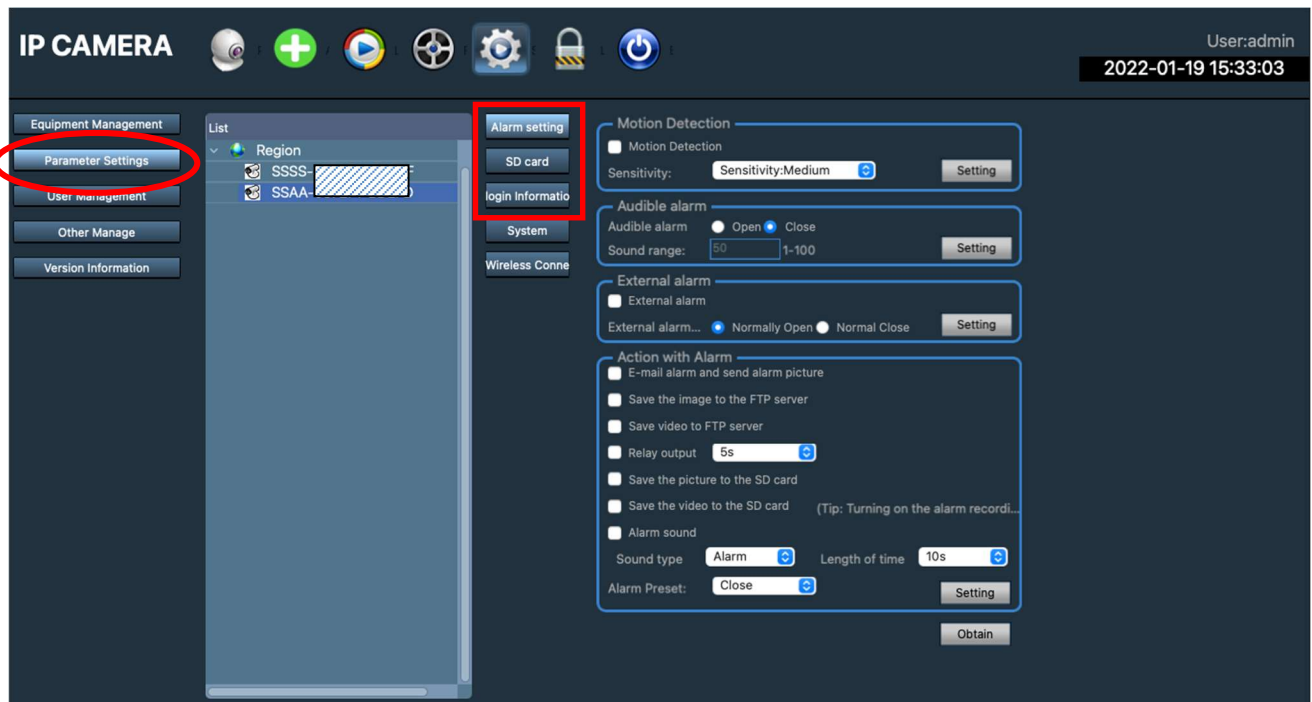 IP CAMERA
User:admin
2022-01-19 15:33:03
Equipment Management
Parameter Settings
User Management
Other Manage
Version Information
List
Region
SSSS-
SSAA-
Alarm setting
SD card
login Informatio
System
Wireless Conne
Motion Detection
Motion Detection
Sensitivity: Sensitivity:Medium Setting
Audible alarm
Audible alarm Open Close
Sound range: 50 1-100 Setting
External alarm
External alarm
External alarm... Normally Open Normal Close Setting
Action with Alarm
E-mail alarm and send alarm picture
Save the image to the FTP server
Save video to FTP server
Relay output 5s
Save the picture to the SD card
Save the video to the SD card (Tip: Turning on the alarm recordi...
Alarm sound
Sound type Alarm Length of time 10s
Alarm Preset: Close Setting
Obtain